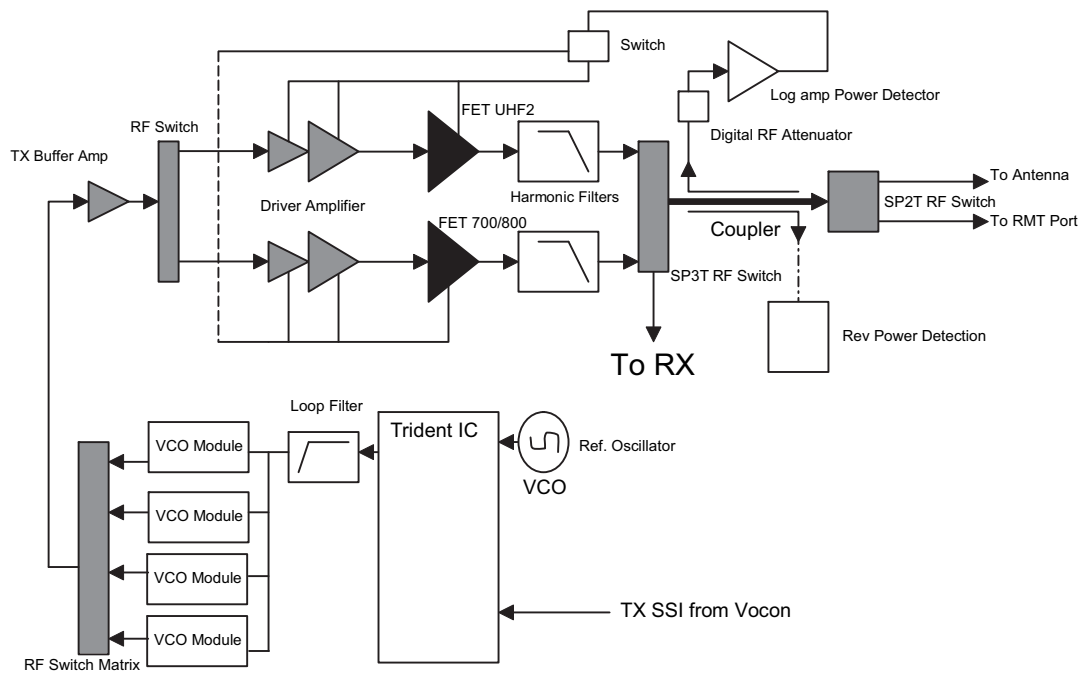 Switch
Log amp Power Detector
FET UHF2
RF Switch
Digital RF Attenuator
TX Buffer Amp
To Antenna
Harmonic Filters
SP2T RF Switch
Driver Amplifier
To RMT Port
FET 700/800
Coupler
SP3T RF Switch
Rev Power Detection
To RX
Loop Filter
Trident IC
VCO Module
Ref. Oscillator
VCO
VCO Module
VCO Module
TX SSI from Vocon
VCO Module
RF Switch Matrix